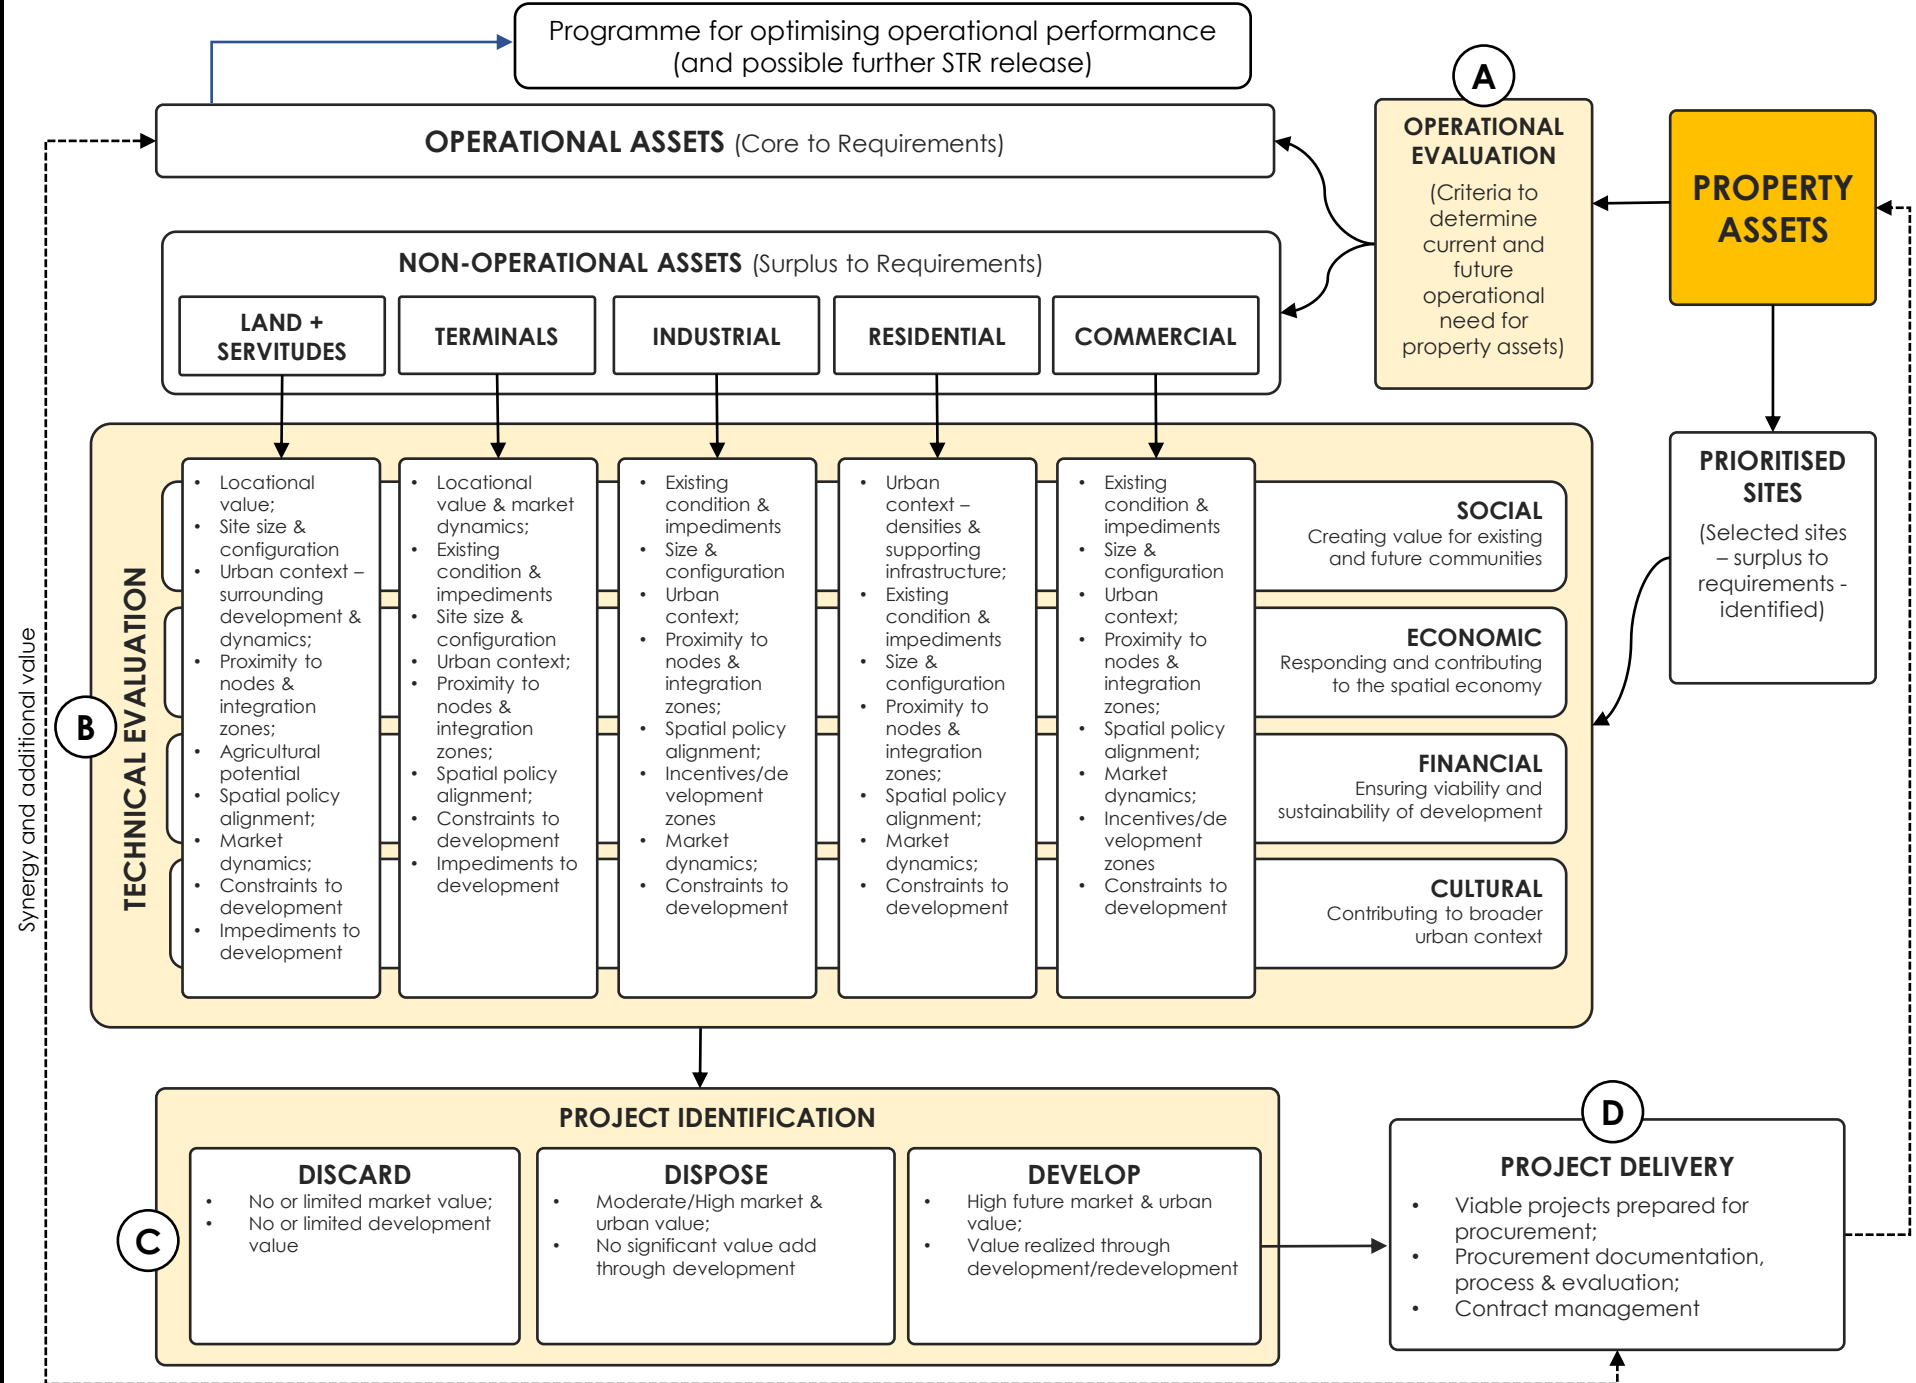 Programme for optimising operational performance
(and possible further STR release)
A
OPERATIONAL ASSETS (Core to Requirements)
OPERATIONAL
EVALUATION
(Criteria to
determine
current and
future
operational
need for
property assets)
PROPERTY
ASSETS
NON-OPERATIONAL ASSETS (Surplus to Requirements)
LAND +
SERVITUDES
TERMINALS
INDUSTRIAL
RESIDENTIAL
COMMERCIAL
PRIORITISED
SITES
(Selected sites
– surplus to
requirements -
identified)
Synergy and additional value
B
TECHNICAL EVALUATION
• Locational
value;
• Site size &
configuration
• Urban context –
surrounding
development &
dynamics;
• Proximity to
nodes &
integration
zones;
• Agricultural
potential
• Spatial policy
alignment;
• Market
dynamics;
• Constraints to
development
• Impediments to
development
• Locational
value & market
dynamics;
• Existing
condition &
impediments
• Site size &
configuration
• Urban context;
• Proximity to
nodes &
integration
zones;
• Spatial policy
alignment;
• Constraints to
development
• Impediments to
development
• Existing
condition &
impediments
• Size &
configuration
• Urban
context;
• Proximity to
nodes &
integration
zones;
• Spatial policy
alignment;
• Incentives/de
velopment
zones
• Market
dynamics;
• Constraints to
development
• Urban
context –
densities &
supporting
infrastructure;
• Existing
condition &
impediments
• Size &
configuration
• Proximity to
nodes &
integration
zones;
• Spatial policy
alignment;
• Market
dynamics;
• Constraints to
development
• Existing
condition &
impediments
• Size &
configuration
• Urban
context;
• Proximity to
nodes &
integration
zones;
• Spatial policy
alignment;
• Market
dynamics;
• Incentives/de
velopment
zones
• Constraints to
development
SOCIAL
Creating value for existing
and future communities
ECONOMIC
Responding and contributing
to the spatial economy
FINANCIAL
Ensuring viability and
sustainability of development
CULTURAL
Contributing to broader
urban context
C
PROJECT IDENTIFICATION
DISCARD
• No or limited market value;
• No or limited development
value
DISPOSE
• Moderate/High market &
urban value;
• No significant value add
through development
DEVELOP
• High future market & urban
value;
• Value realized through
development/redevelopment
D
PROJECT DELIVERY
• Viable projects prepared for
procurement;
• Procurement documentation,
process & evaluation;
• Contract management